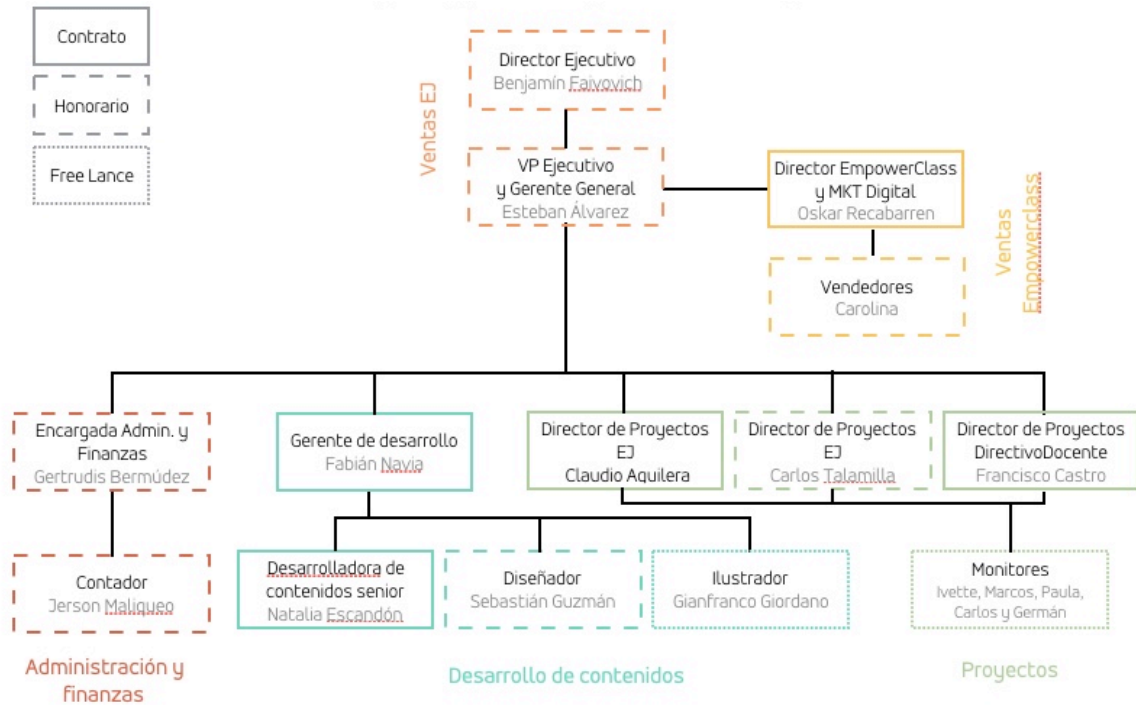 Contrato
Honorario
Free Lance
Ventas EJ
Director Ejecutivo
Benjamín Faivovich
VP Ejecutivo
y Gerente General
Esteban Álvarez
Director EmpowerClass
y MKT Digital
Oskar Recabarren
Vendedores
Carolina
Ventas
Empowerclass
Encargada Admin. y
Finanzas
Gertrudis Bermúdez
Gerente de desarrollo
Fabián Navia
Director de Proyectos
EJ
Claudio Aguilera
Director de Proyectos
EJ
Carlos Talamilla
Director de Proyectos
DirectivoDocente
Francisco Castro
Contador
Jerson Maliqueo
Desarrolladora de
contenidos senior
Natalia Escandón
Diseñador
Sebastián Guzmán
Ilustrador
Gianfranco Giordano
Monitores
Ivette, Marcos, Paula,
Carlos y Germán
Administración y
finanzas
Desarrollo de contenidos
Proyectos